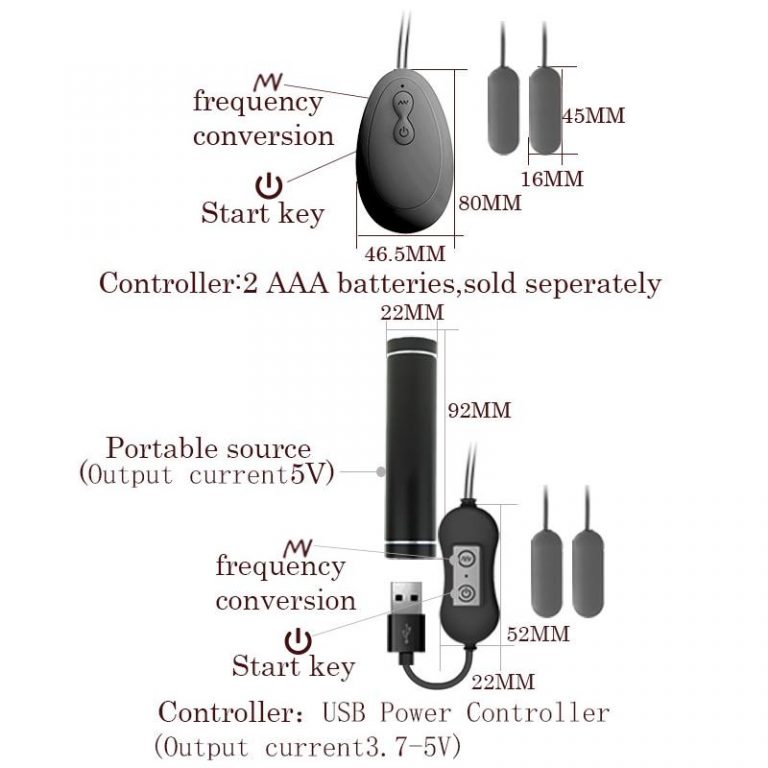 frequency
conversion
Start key
45MM
16MM
80MM
46.5MM
Controller:2 AAA batteries,sold seperately
22MM
92MM
Portable source
(Output current5V)
frequency
conversion
Start key
52MM
22MM
Controller: USB Power Controller
(Output current3.7-5V)